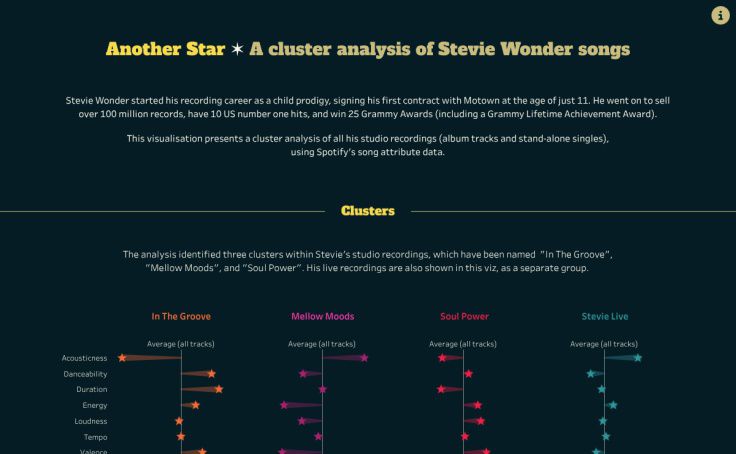 i
Another Star ✶ A cluster analysis of Stevie Wonder songs
Stevie Wonder started his recording career as a child prodigy, signing his first contract with Motown at the age of just 11. He went on to sell
over 100 million records, have 10 US number one hits, and win 25 Grammy Awards (including a Grammy Lifetime Achievement Award).
This visualisation presents a cluster analysis of all his studio recordings (album tracks and stand-alone singles),
using Spotify's song attribute data.
Clusters
The analysis identified three clusters within Stevie's studio recordings, which have been named "In The Groove",
"Mellow Moods", and "Soul Power". His live recordings are also shown in this viz, as a separate group.
In The Groove Mellow Moods Soul Power Stevie Live
Average (all tracks) Average (all tracks) Average (all tracks) Average (all tracks)
Acousticness
Danceability
Duration
Energy
Loudness
Tempo
Valence